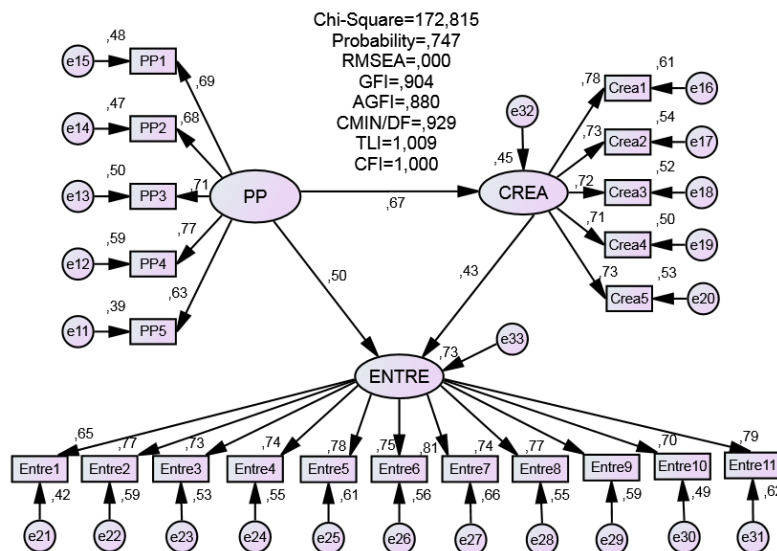 Chi-Square=172,815
Probability=,747
RMSEA=,000
GFI=,904
AGFI=,880
CMIN/DF=,929
TLI=1,009
CFI=1,000
e15
,48
PP1
,69
e14
,47
PP2
,68
e13
,50
PP3
,71
e12
,59
PP4
,77
e11
,39
PP5
,63
PP
,67
e32
,45
CREA
,78
Crea1
,61
e16
,73
Crea2
,54
e17
,72
Crea3
,52
e18
,71
Crea4
,50
e19
,73
Crea5
,53
e20
,50
,43
e33
,73
ENTRE
,65
,77
,73
,74
,78
,75
,81
,74
,77
,70
,79
Entre1
Entre2
Entre3
Entre4
Entre5
Entre6
Entre7
Entre8
Entre9
Entre10
Entre11
,42
,59
,53
,55
,61
,56
,66
,55
,59
,49
,62
e21
e22
e23
e24
e25
e26
e27
e28
e29
e30
e31